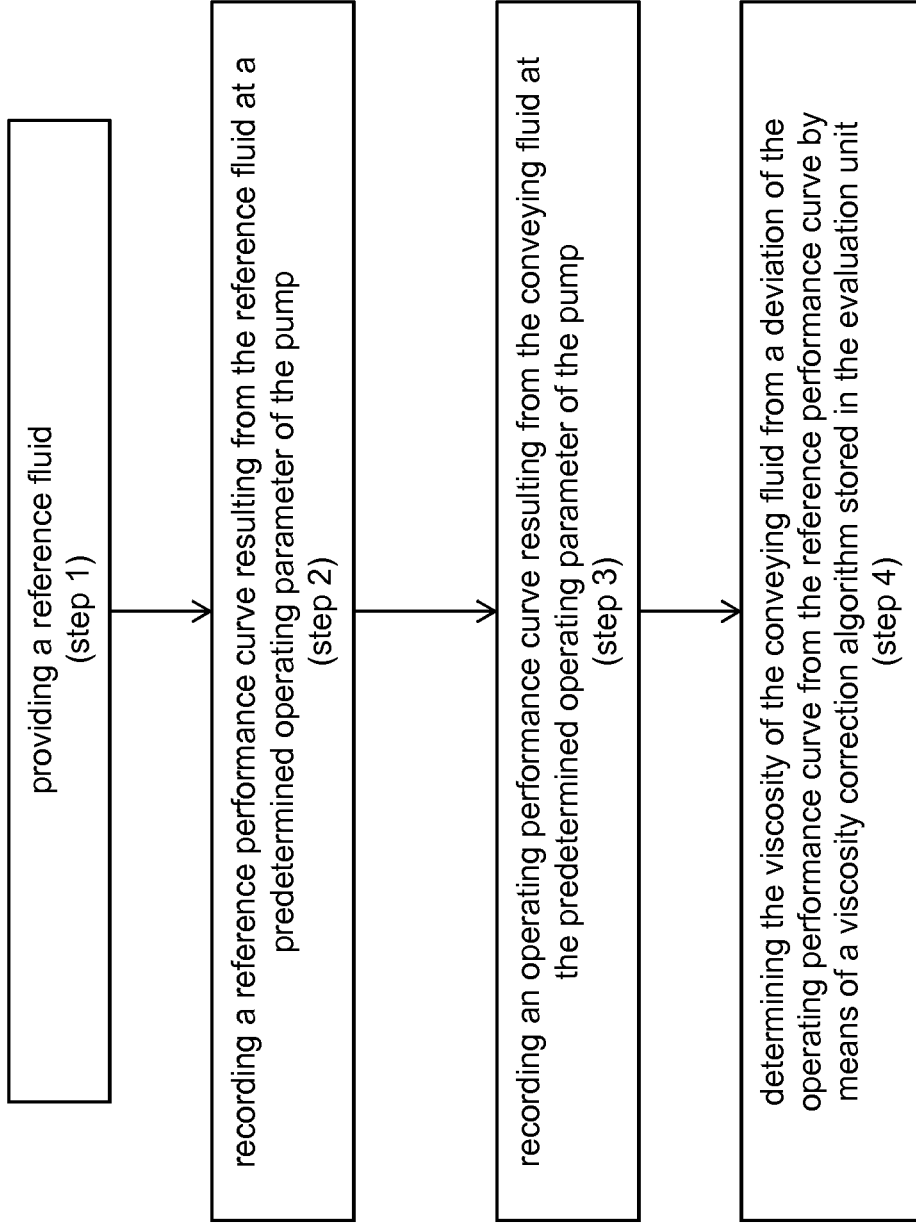 providing a reference fluid
(step 1)
recording a reference performance curve resulting from the reference fluid at a
predetermined operating parameter of the pump
(step 2)
recording an operating performance curve resulting from the conveying fluid at
the predetermined operating parameter of the pump
(step 3)
determining the viscosity of the conveying fluid from a deviation of the
operating performance curve from the reference performance curve by
means of a viscosity correction algorithm stored in the evaluation unit
(step 4)